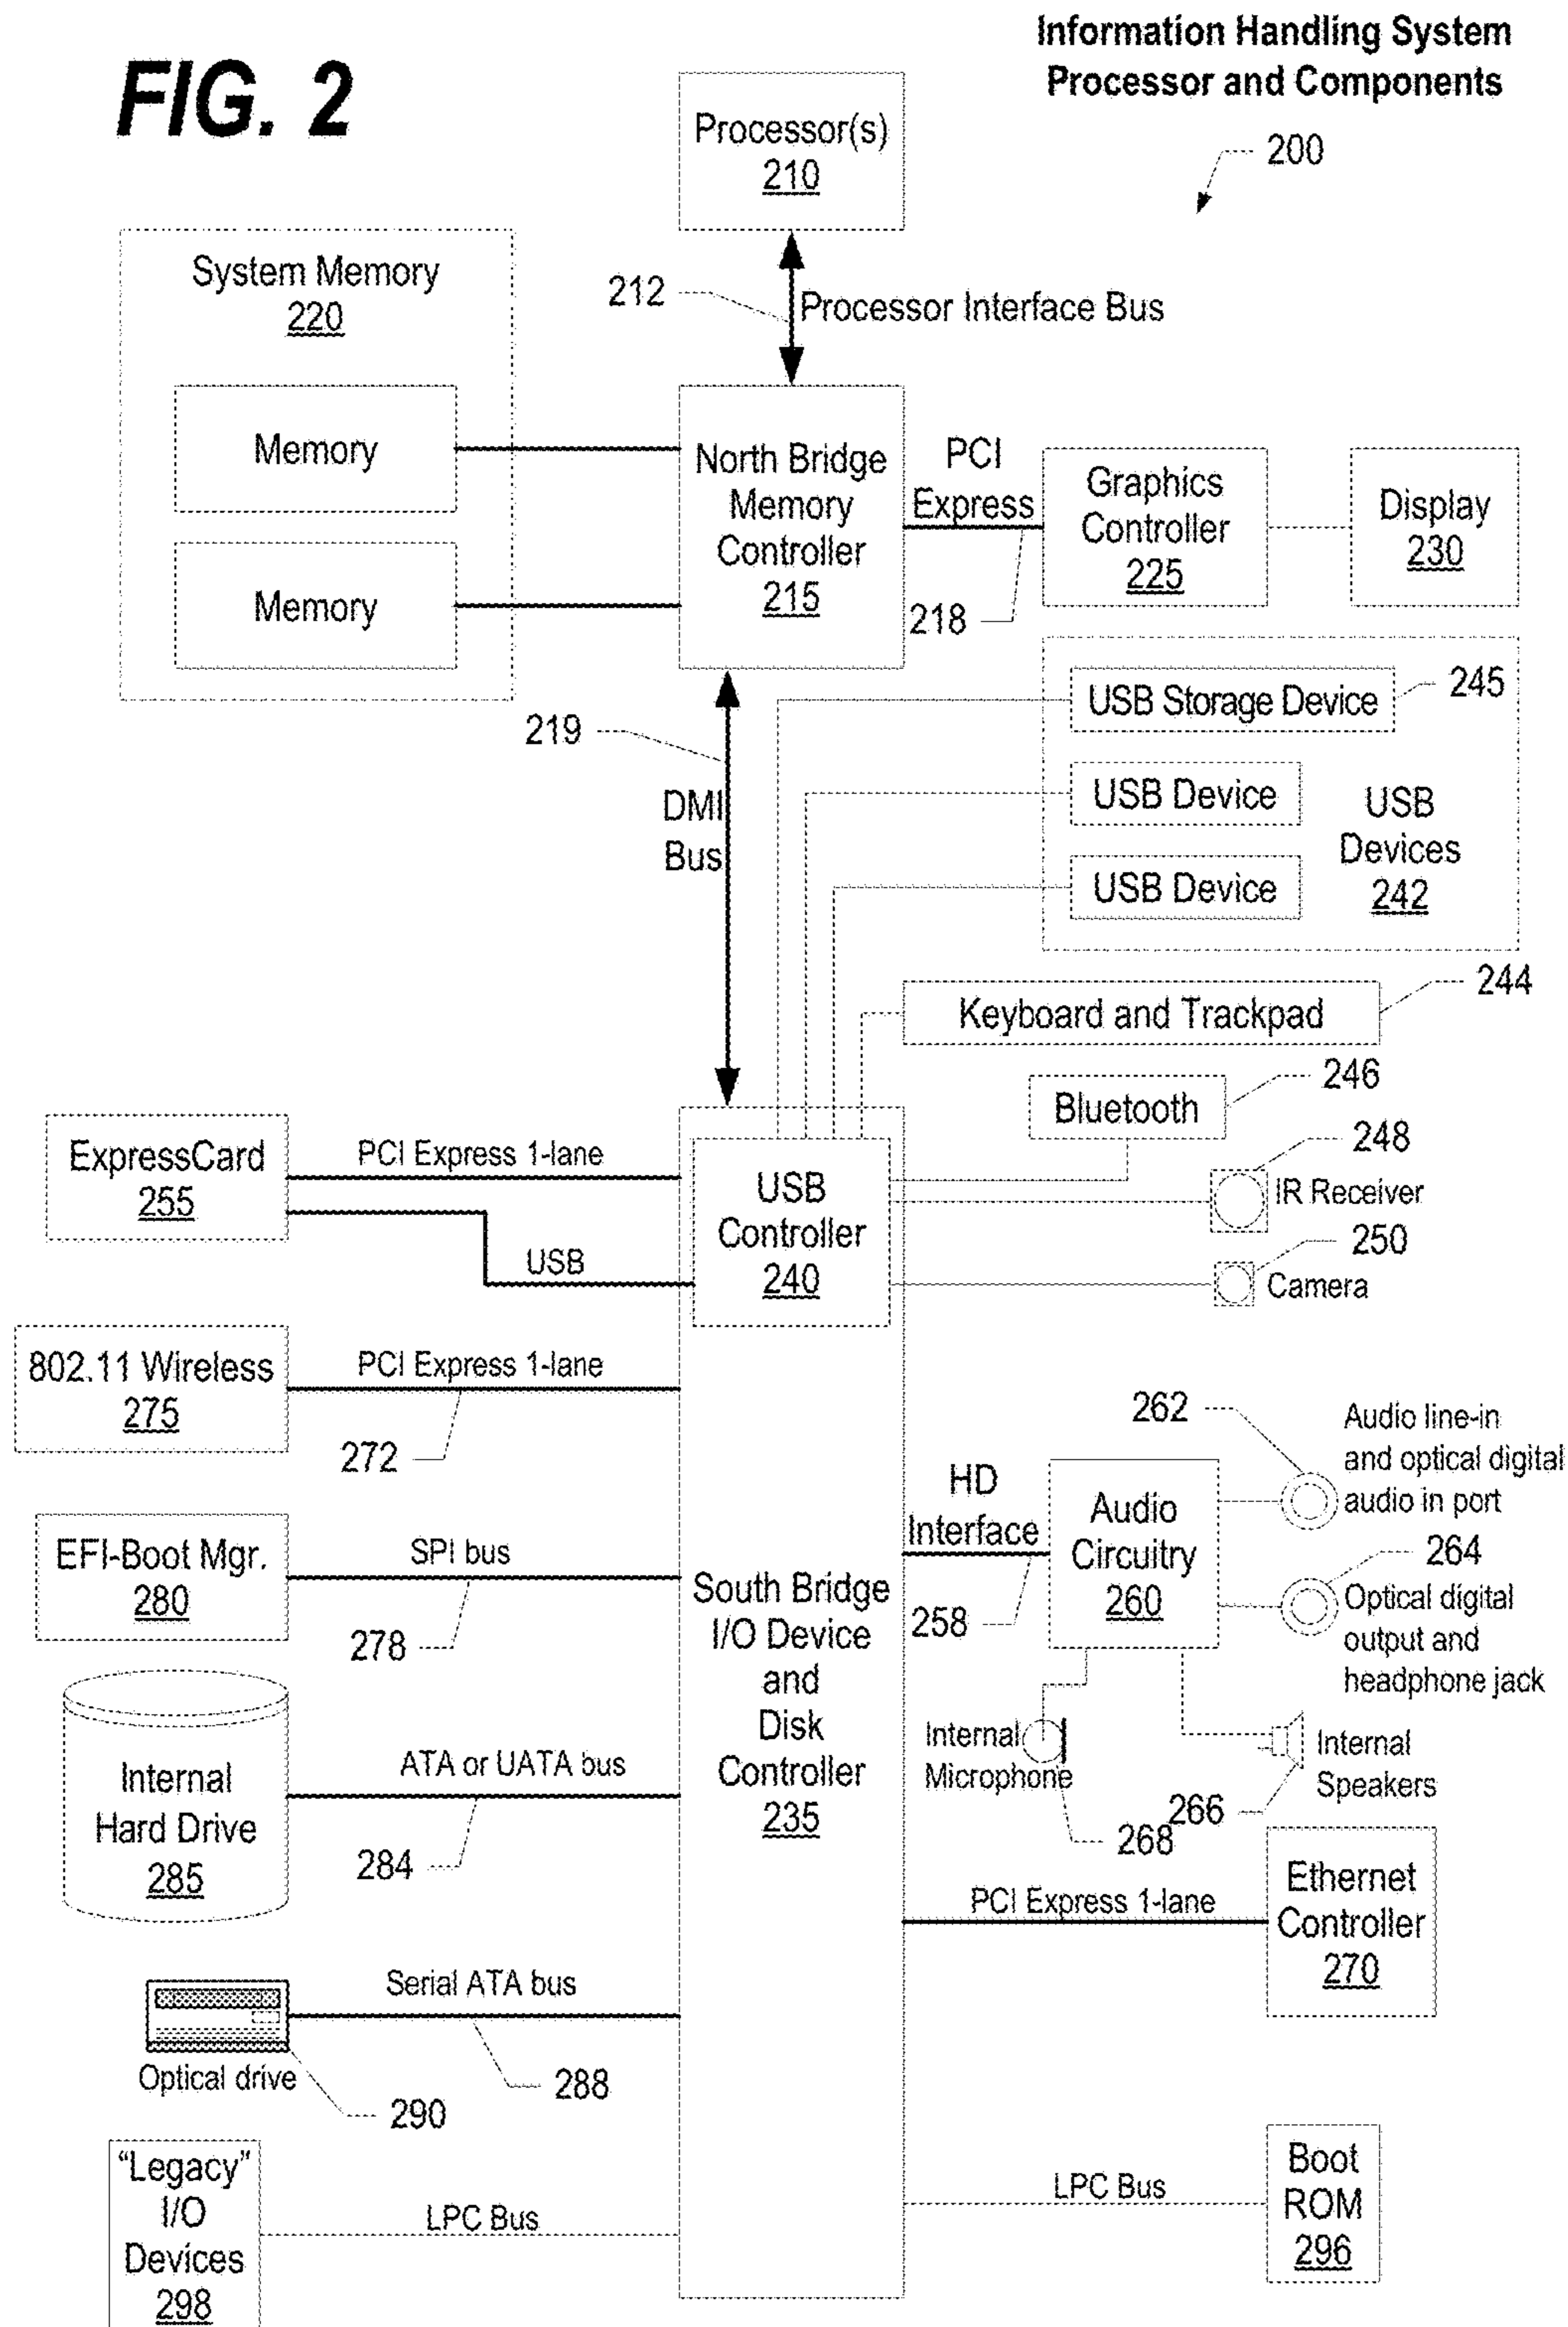 FIG. 2
Information Handling System
Processor and Components
200
Processor(s)
210
System Memory
220
212
Processor Interface Bus
Memory
Memory
North Bridge
Memory
Controller
215
PCI
Express
218
Graphics
Controller
225
Display
230
219
DMI
Bus
USB Storage Device
245
USB Device
USB Device
USB
Devices
242
Keyboard and Trackpad
244
Bluetooth
246
248
IR Receiver
250
Camera
ExpressCard
255
PCI Express 1-lane
USB
USB
Controller
240
802.11 Wireless
275
PCI Express 1-lane
272
262
Audio line-in
and optical digital
audio in port
HD
Interface
258
Audio
Circuitry
260
264
Optical digital
output and
headphone jack
EFI-Boot Mgr.
280
SPI bus
278
South Bridge
I/O Device
and
Disk
Controller
235
Internal
Microphone
268
Internal
Speakers
266
Internal
Hard Drive
285
ATA or UATA bus
284
PCI Express 1-lane
Ethernet
Controller
270
Serial ATA bus
288
Optical drive
290
"Legacy"
I/O
Devices
298
LPC Bus
LPC Bus
Boot
ROM
296